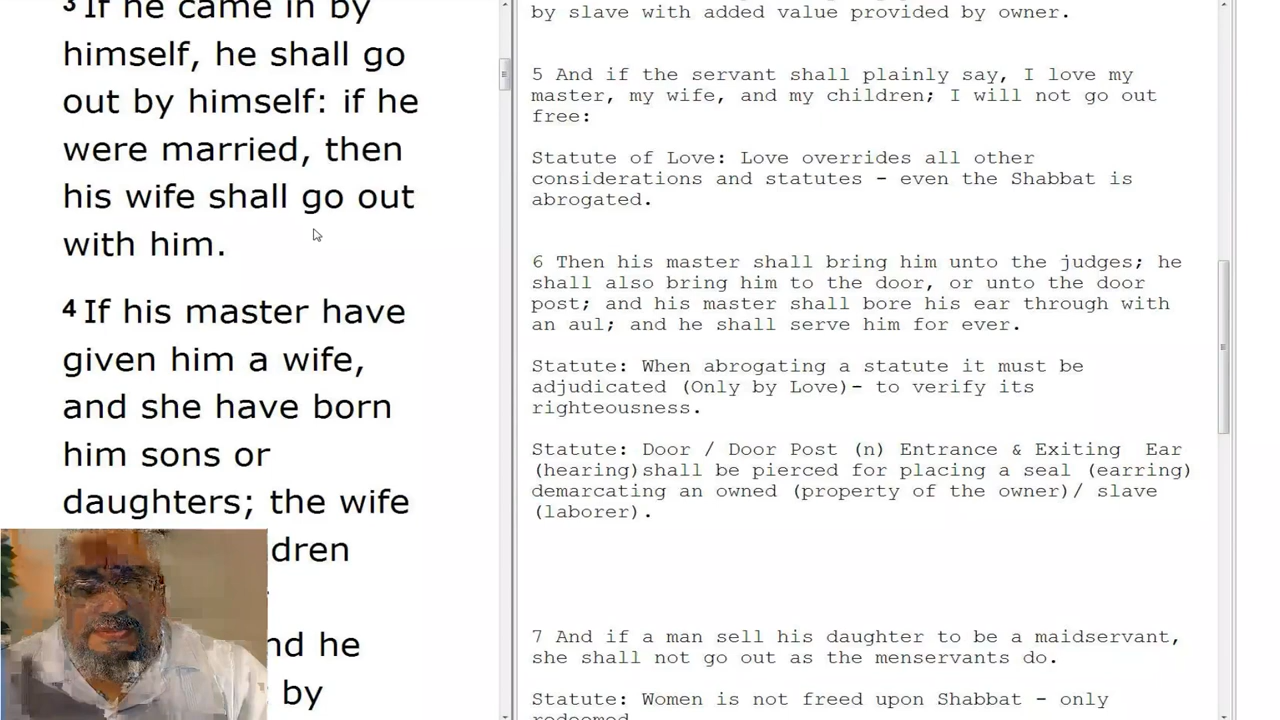 3 If he came in by
himself, he shall go
out by himself: if he
were married, then
his wife shall go out
with him.
4 If his master have
given him a wife,
and she have born
him sons or
daughters; the wife
dren
nd he
by
by slave with added value provided by owner.
5 And if the servant shall plainly say, I love my
master, my wife, and my children; I will not go out
free:
Statute of Love: Love overrides all other
considerations and statutes - even the Shabbat is
abrogated.
6 Then his master shall bring him unto the judges; he
shall also bring him to the door, or unto the door
post; and his master shall bore his ear through with
an aul; and he shall serve him for ever.
Statute: When abrogating a statute it must be
adjudicated (Only by Love)- to verify its
righteousness.
Statute: Door / Door Post (n) Entrance & Exiting  Ear
(hearing)shall be pierced for placing a seal (earring)
demarcating an owned (property of the owner)/ slave
(laborer).
7 And if a man sell his daughter to be a maidservant,
she shall not go out as the menservants do.
Statute: Women is not freed upon Shabbat - only
redeemed